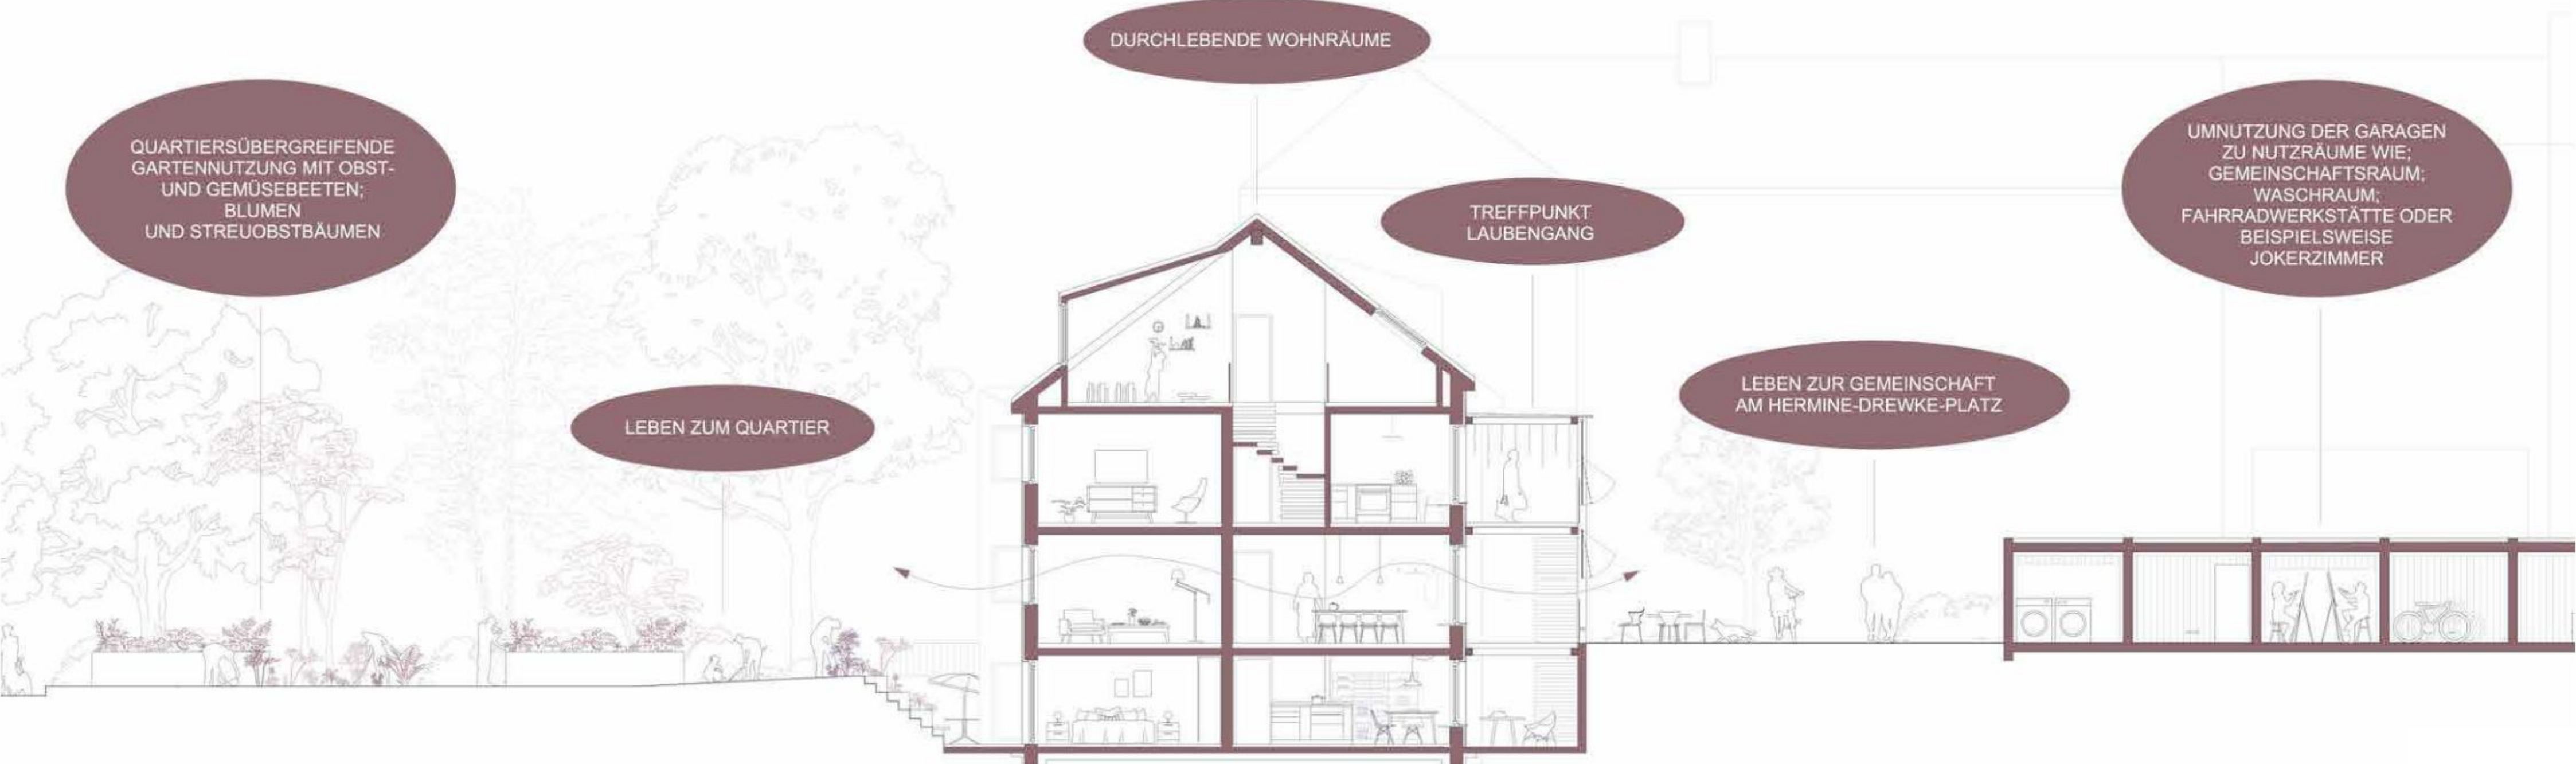 DURCHLEBENDE WOHNRÄUME
QUARTIERSÜBERGREIFENDE
GARTENNUTZUNG MIT OBST-
UND GEMÜSEBEETEN;
BLUMEN
UND STREUOBSTBÄUMEN
UMNUTZUNG DER GARAGEN
ZU NUTZRÄUME WIE;
GEMEINSCHAFTSRAUM;
WASCHRAUM;
FAHRRADWERKSTÄTTE ODER
BEISPIELSWEISE
JOKERZIMMER
TREFFPUNKT
LAUBENGANG
LEBEN ZUR GEMEINSCHAFT
AM HERMINE-DREWKE-PLATZ
LEBEN ZUM QUARTIER